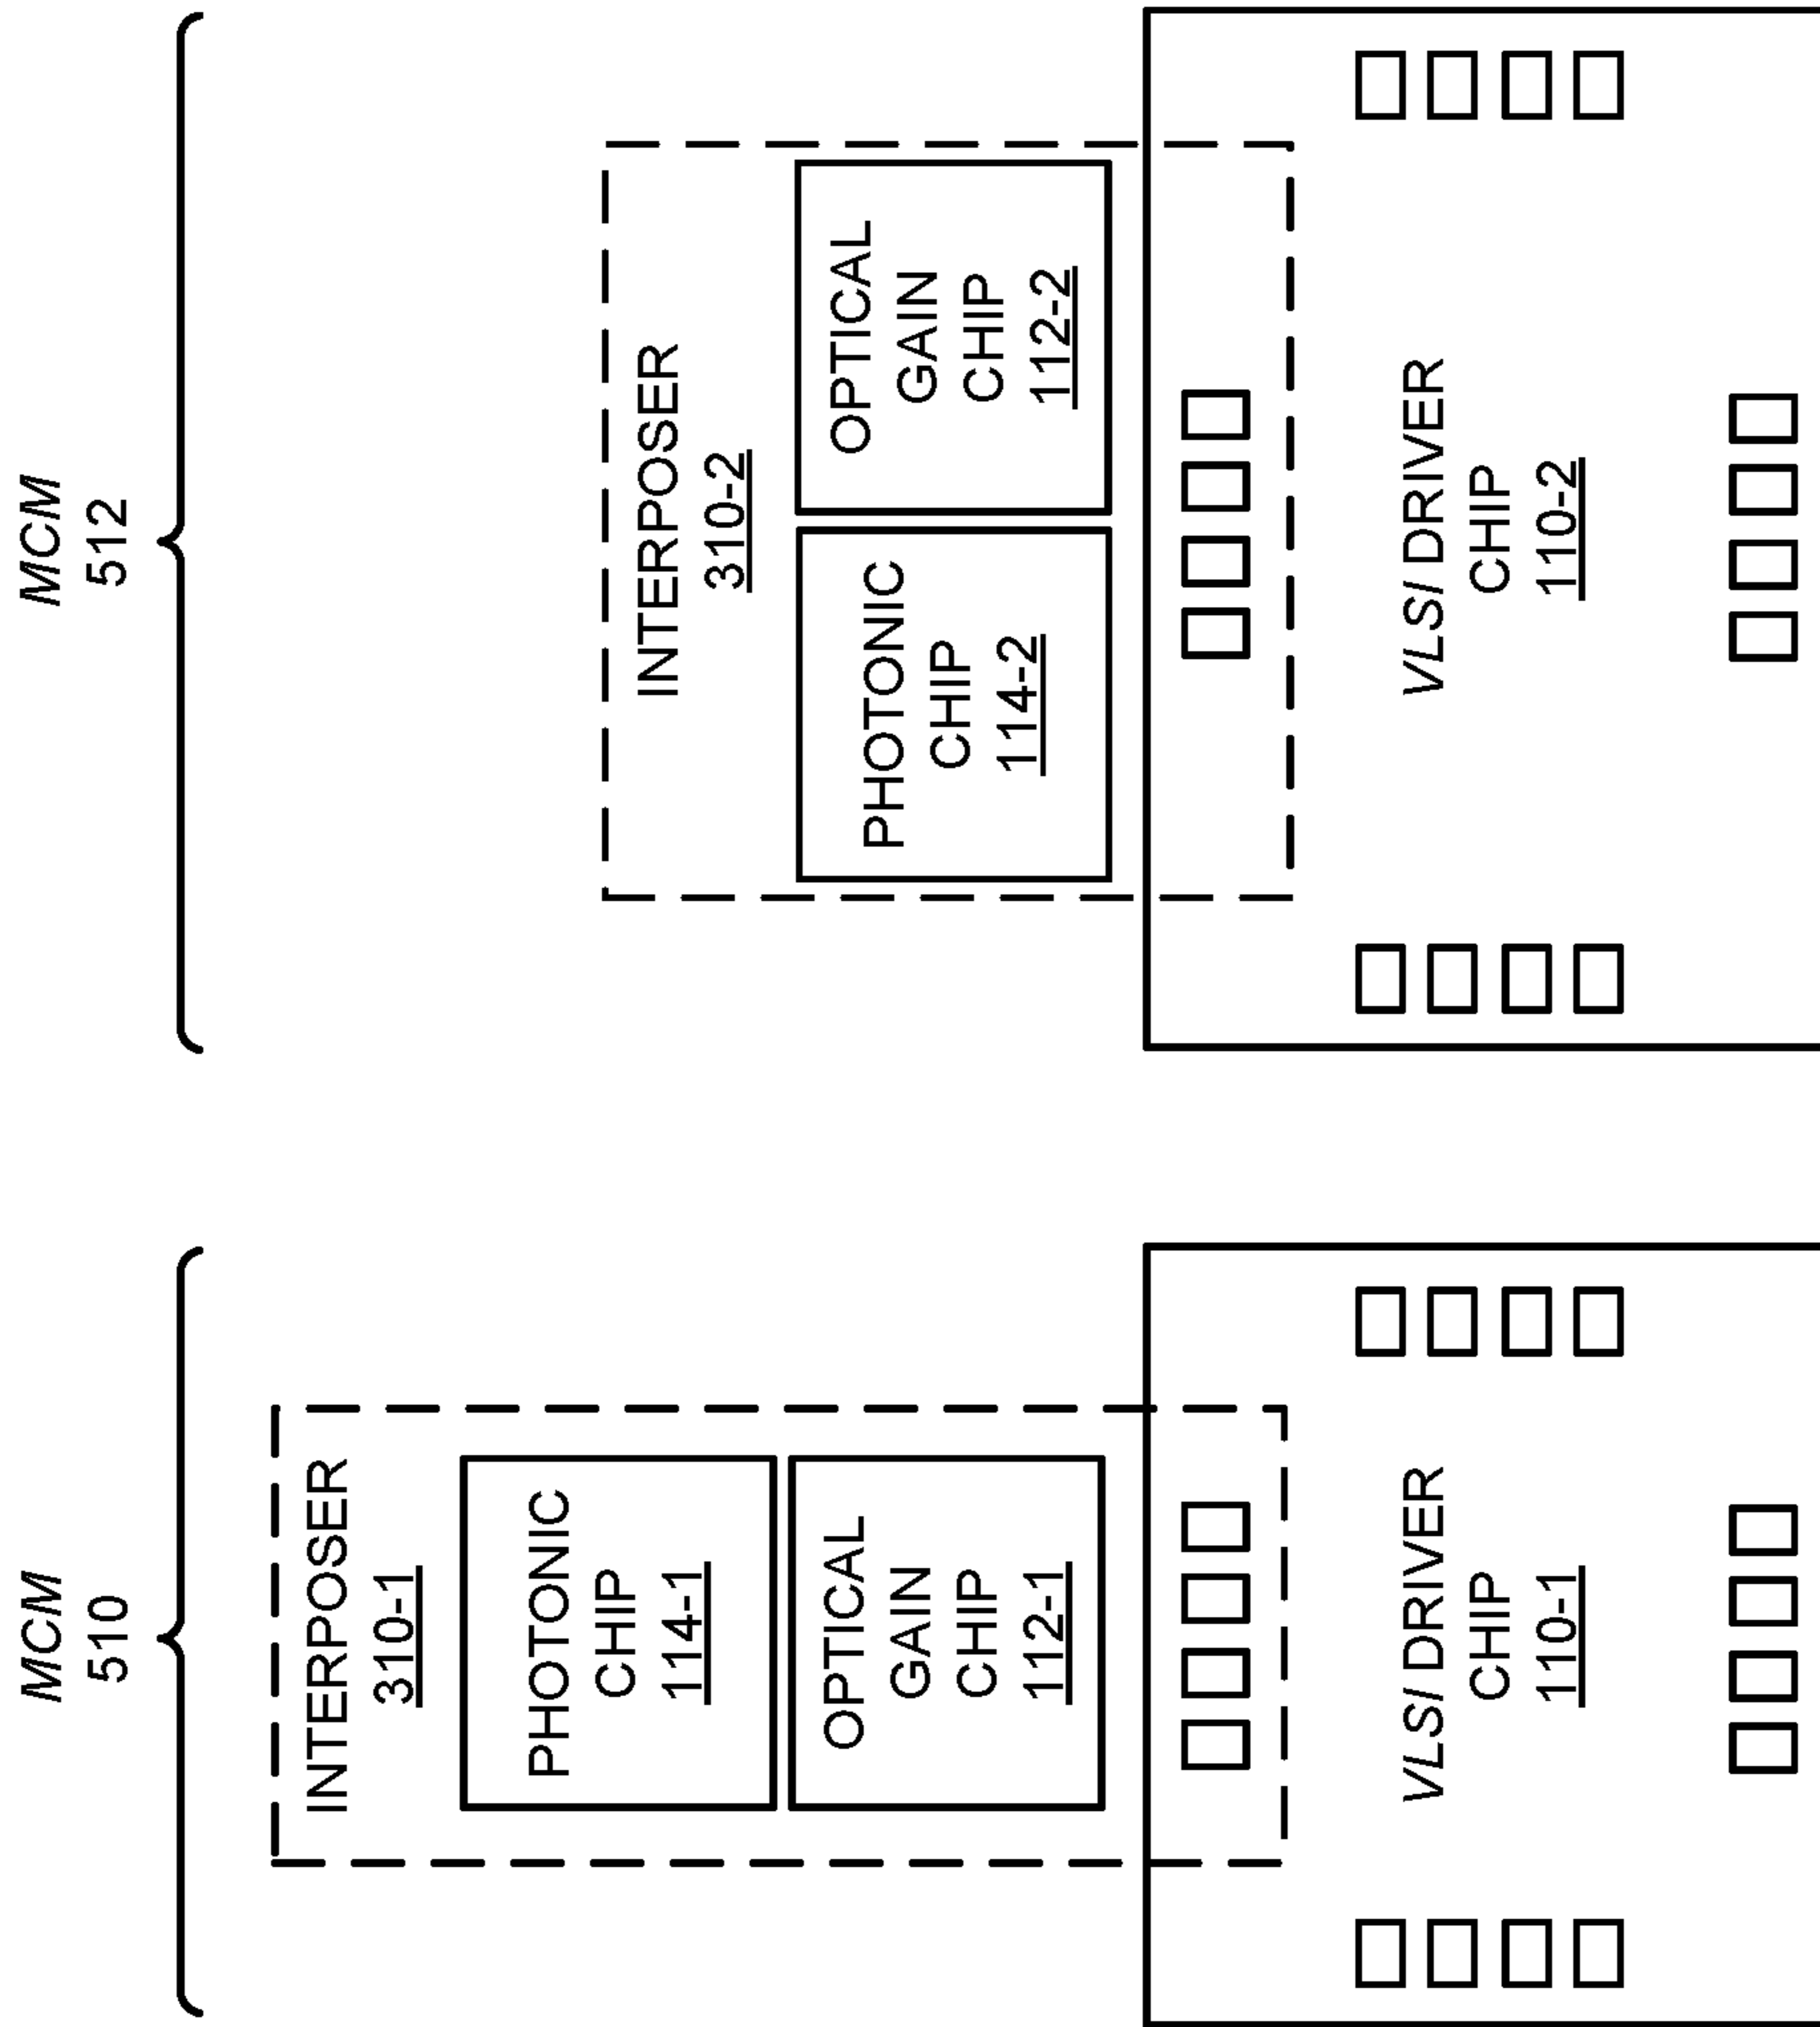 MCM
510
INTERPOSER
310-1
PHOTONIC
CHIP
114-1
OPTICAL
GAIN
CHIP
112-1
VLSI DRIVER
CHIP
110-1
MCM
512
INTERPOSER
310-2
PHOTONIC
CHIP
114-2
OPTICAL
GAIN
CHIP
112-2
VLSI DRIVER
CHIP
110-2